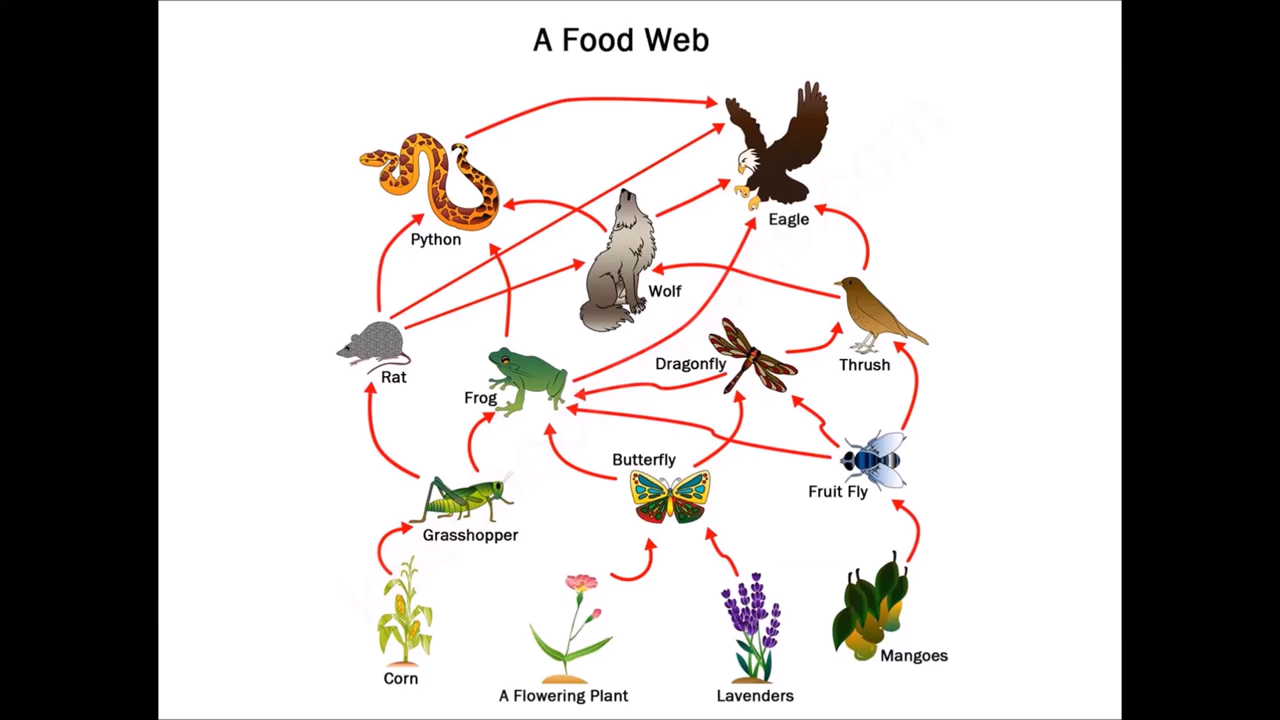 A Food Web
Eagle
Python
Wolf
Dragonfly
Thrush
Rat
Frog
Butterfly
Fruit Fly
Grasshopper
Mangoes
Corn
A Flowering Plant
Lavenders